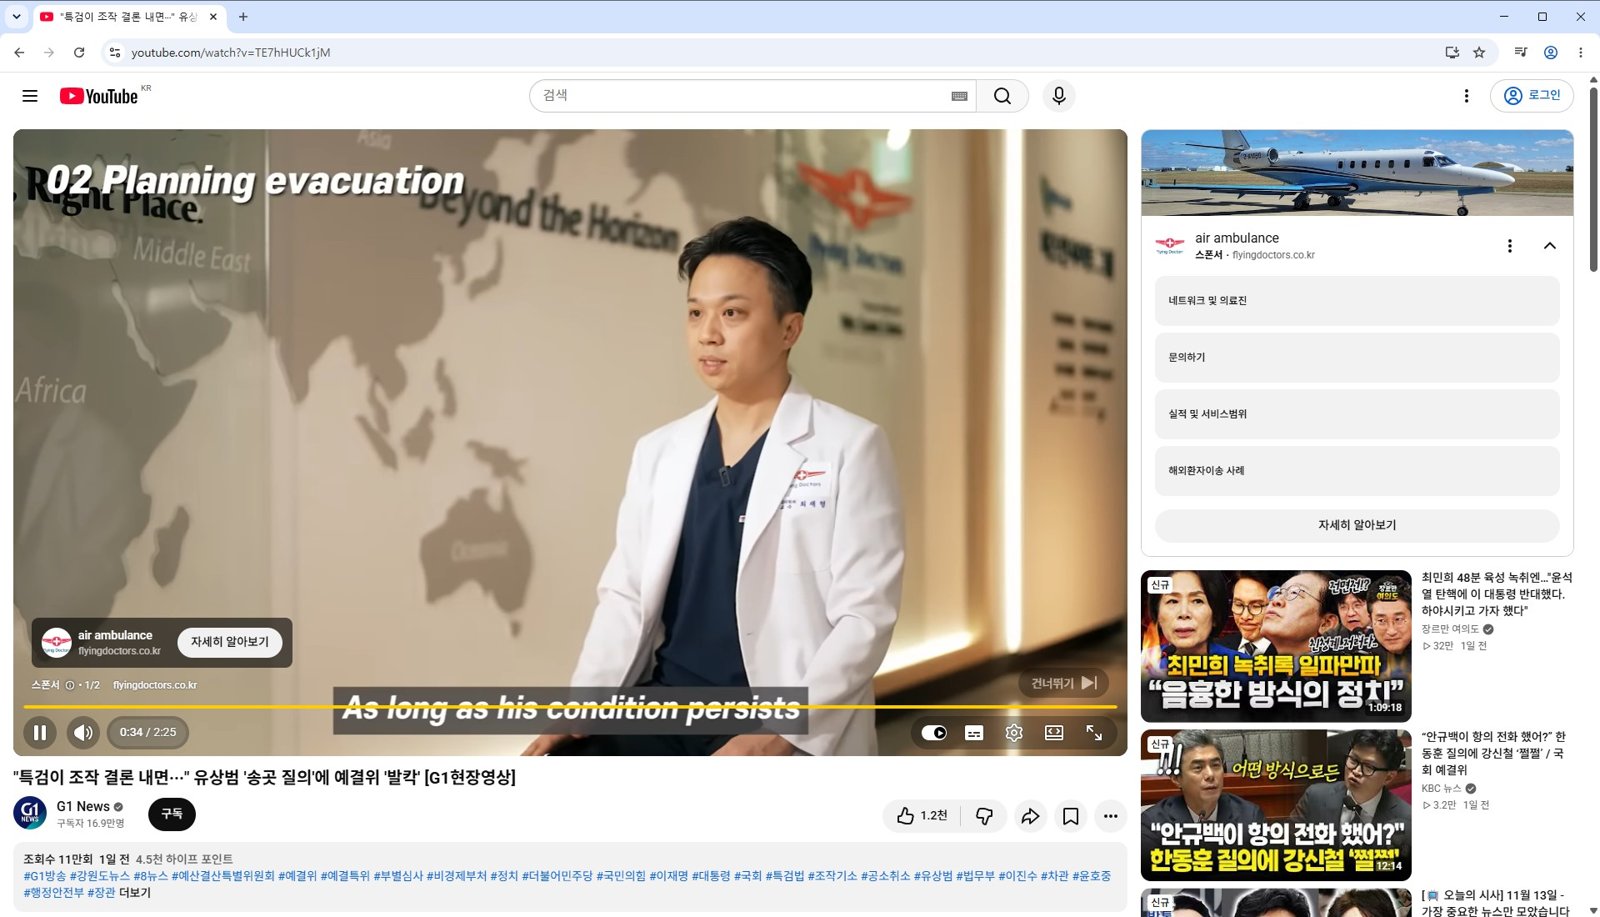 "특검이 조작 결론 내면…" 유상
youtube.com/watch?v=TE7hHUCk1jM
YouTube KR
검색
로그인
02 Planning evacuation
Right Place.
Beyond the Horizon
Asia
Middle East
Africa
Oceania
Flying Doctors
최재형
air ambulance
flyingdoctors.co.kr
자세히 알아보기
스폰서 · 1/2 flyingdoctors.co.kr
건너뛰기
As long as his condition persists
0:34 / 2:25
"특검이 조작 결론 내면…" 유상범 '송곳 질의'에 예결위 '발칵' [G1현장영상]
G1 NEWS
G1 News
구독자 16.9만명
구독
1.2천
조회수 11만회 1일 전 4.5천 하이프 포인트
#G1방송 #강원도뉴스 #8뉴스 #예산결산특별위원회 #예결위 #예결특위 #부별심사 #비경제부처 #정치 #더불어민주당 #국민의힘 #이재명 #대통령 #국회 #특검법 #조작기소 #공소취소 #유상범 #법무부 #이진수 #차관 #윤호중
#행정안전부 #장관 더보기
air ambulance
스폰서 · flyingdoctors.co.kr
네트워크 및 의료진
문의하기
실적 및 서비스범위
해외환자이송 사례
자세히 알아보기
신규
전면전!?
장르만 여의도
최민희 녹취록 일파만파
"음흉한 방식의 정치"
1:09:18
최민희 48분 육성 녹취엔..."윤석
열 탄핵에 이 대통령 반대했다.
하야시키고 가자 했다"
장르만 여의도
32만 1일 전
신규
?!!
어떤 방식으로든
"안규백이 항의 전화 했어?"
한동훈 질의에 강신철 '쩔쩔'
12:14
"안규백이 항의 전화 했어?" 한
동훈 질의에 강신철 '쩔쩔' / 국
회 예결위
KBC 뉴스
3.2만 1일 전
신규
[오늘의 시사] 11월 13일 -
가장 중요한 뉴스만 모았습니다